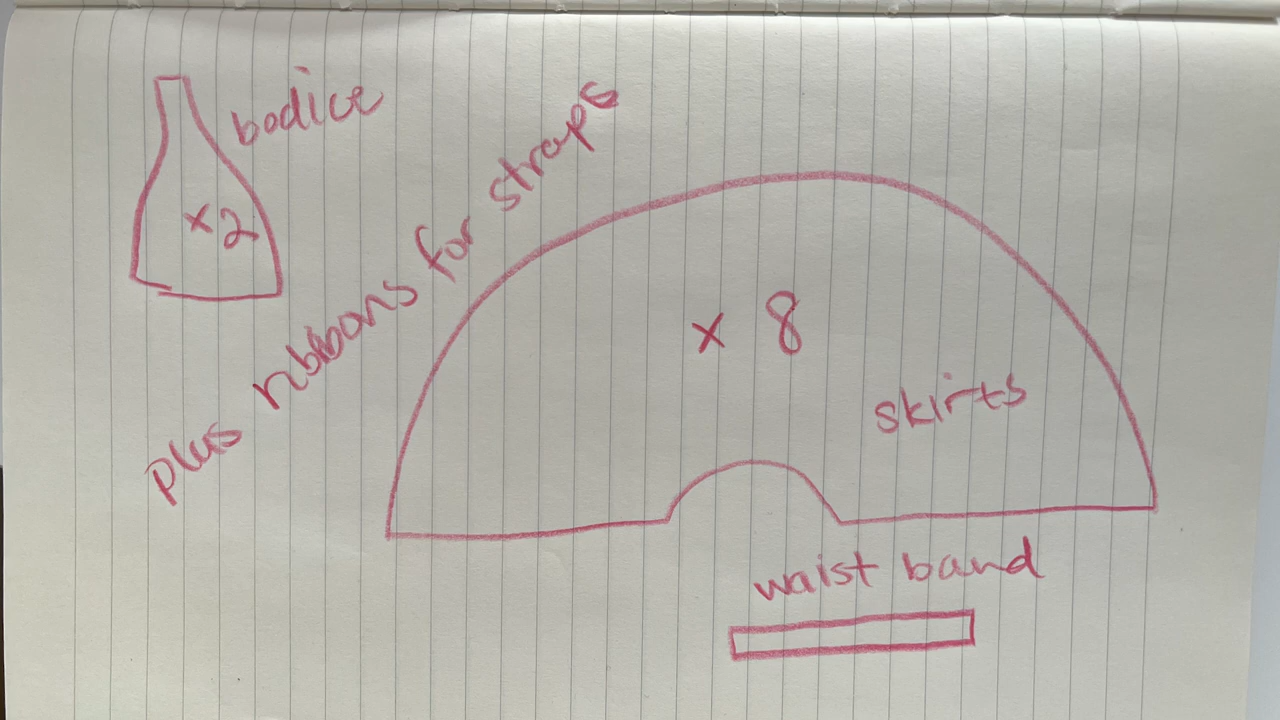 bodice
x2
plus ribbons for straps
x 8
skirts
waist band